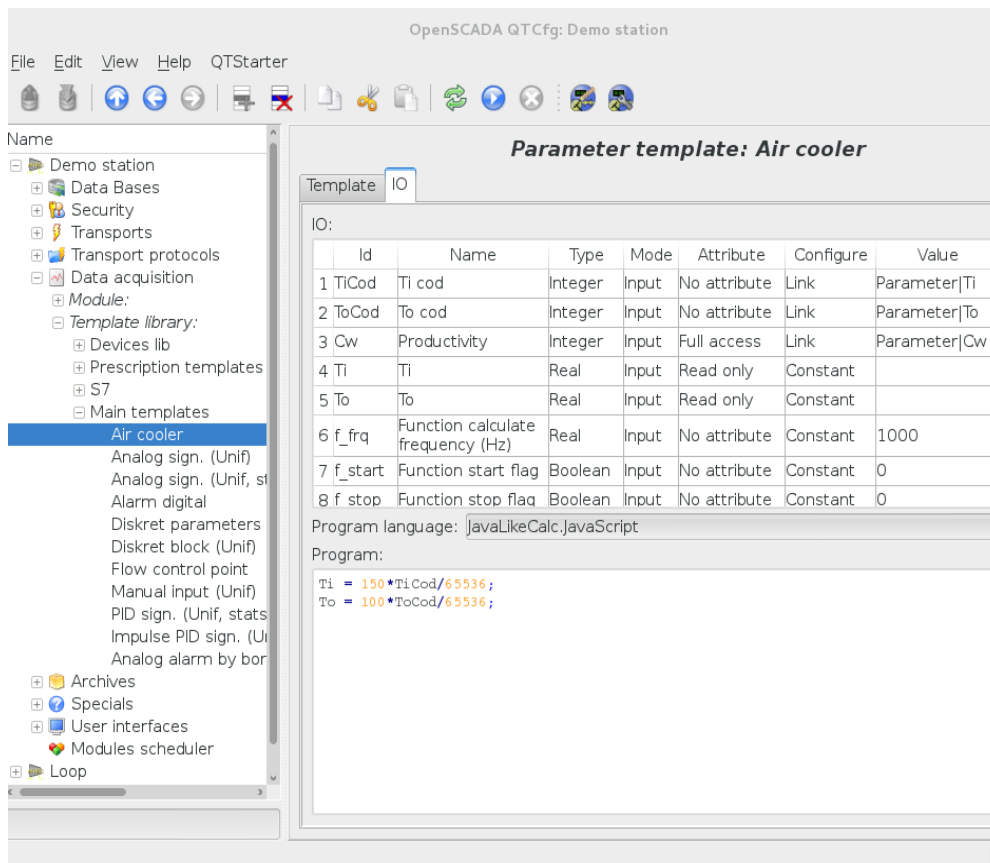 OpenSCADA QTCfg: Demo station
File Edit View Help QTStarter
Name
Demo station
Data Bases
Security
Transports
Transport protocols
Data acquisition
Module:
Template library:
Devices lib
Prescription templates
S7
Main templates
Air cooler
Analog sign. (Unif)
Analog sign. (Unif, st
Alarm digital
Diskret parameters
Diskret block (Unif)
Flow control point
Manual input (Unif)
PID sign. (Unif, stats
Impulse PID sign. (U
Analog alarm by bor
Archives
Specials
User interfaces
Modules scheduler
Loop
Parameter template: Air cooler
Template IO
IO:
Id Name Type Mode Attribute Configure Value
1 TiCod Ti cod Integer Input No attribute Link Parameter|Ti
2 ToCod To cod Integer Input No attribute Link Parameter|To
3 Cw Productivity Integer Input Full access Link Parameter|Cw
4 Ti Ti Real Input Read only Constant
5 To To Real Input Read only Constant
6 f_frq Function calculate frequency (Hz) Real Input No attribute Constant 1000
7 f_start Function start flag Boolean Input No attribute Constant 0
8 f_stop Function stop flag Boolean Input No attribute Constant 0
Program language: JavaLikeCalc.JavaScript
Program:
Ti = 150*TiCod/65536;
To = 100*ToCod/65536;